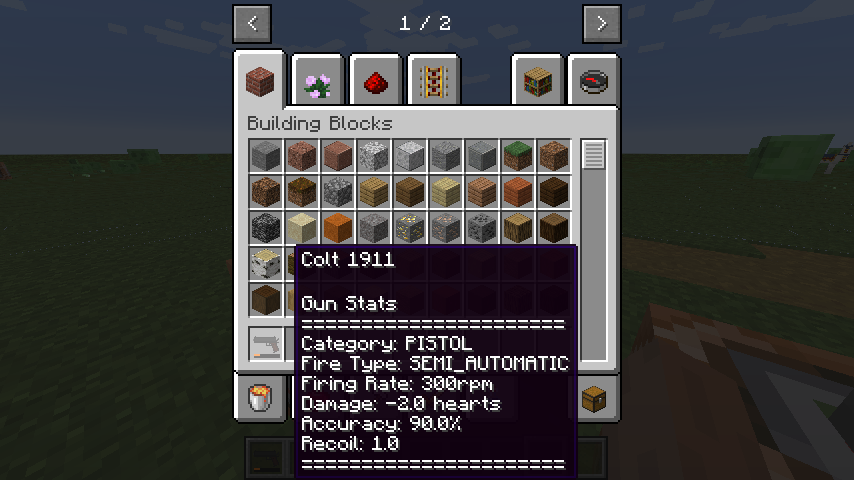 <
1 / 2
>
Building Blocks
Colt 1911
Gun Stats
======================
Category: PISTOL
Fire Type: SEMI_AUTOMATIC
Firing Rate: 300rpm
Damage: -2.0 hearts
Accuracy: 90.0%
Recoil: 1.0
======================